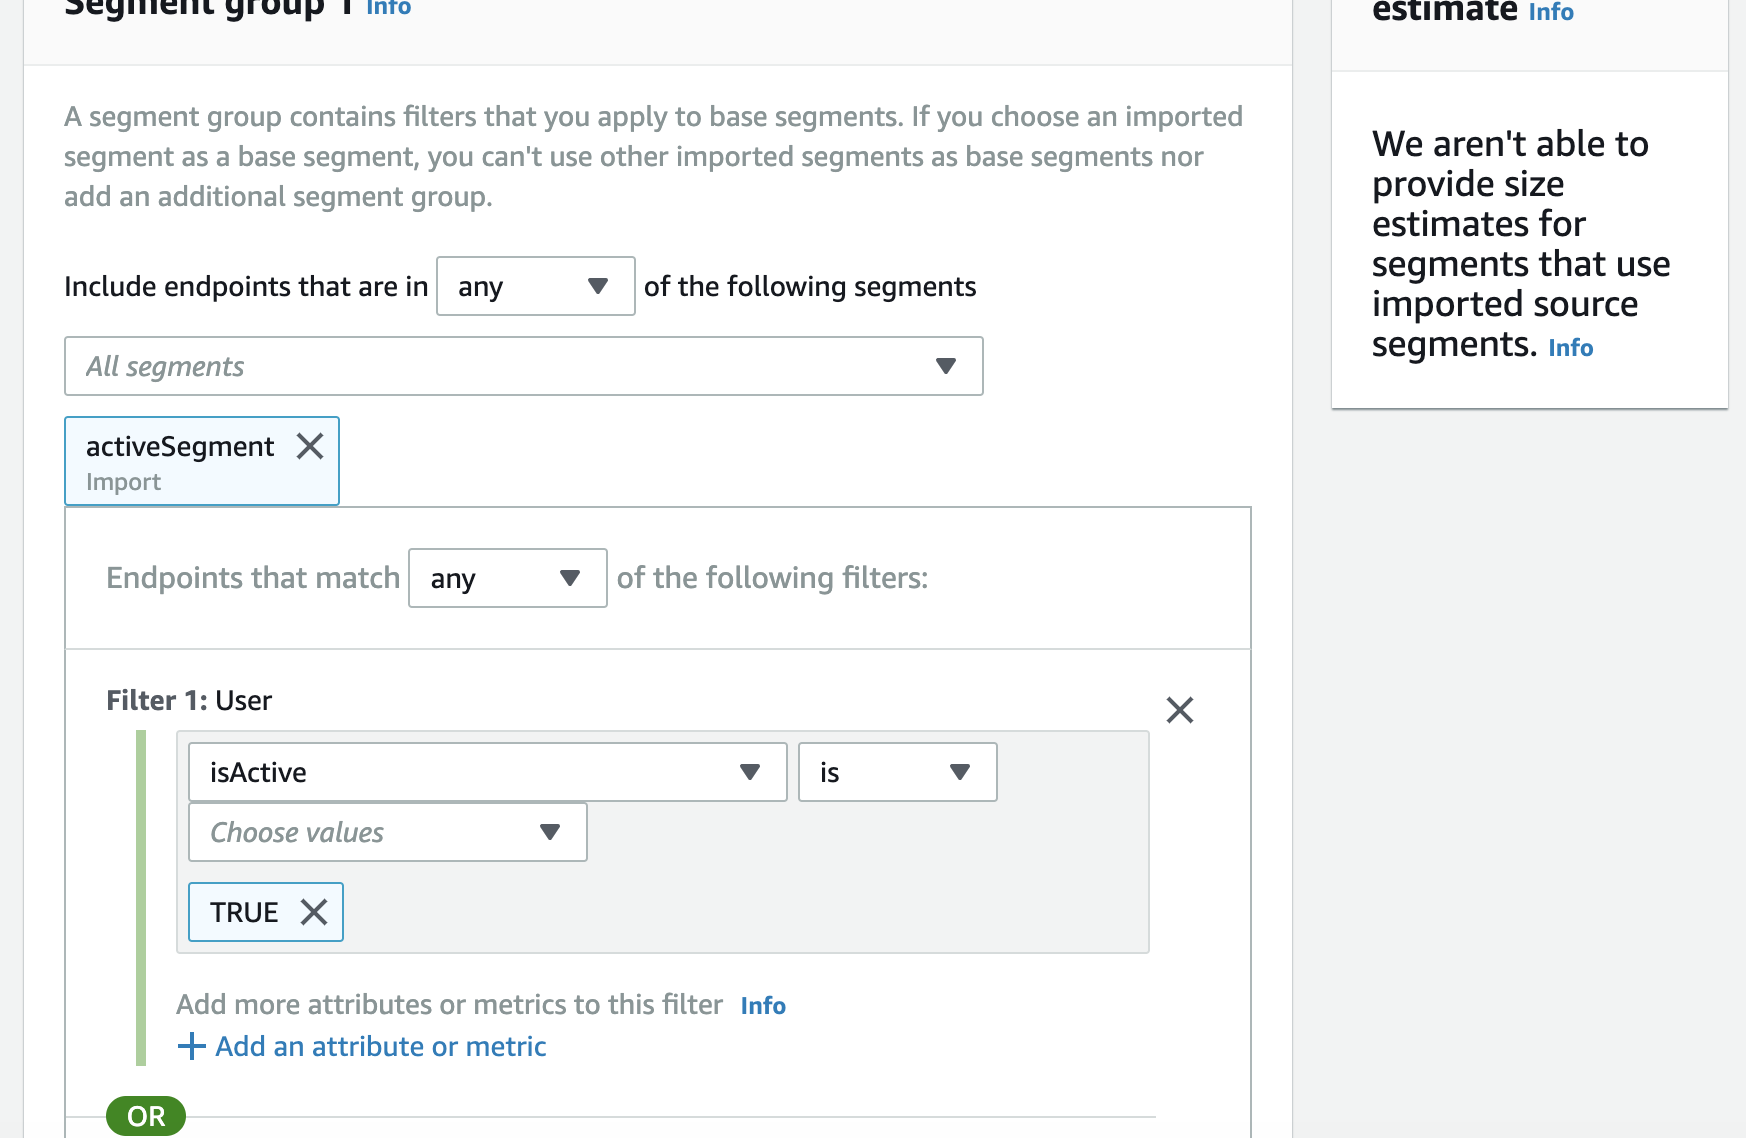 Segment group 1 Info
A segment group contains filters that you apply to base segments. If you choose an imported
segment as a base segment, you can't use other imported segments as base segments nor
add an additional segment group.
Include endpoints that are in any of the following segments
All segments
activeSegment
Import
Endpoints that match any of the following filters:
Filter 1: User
isActive is
Choose values
TRUE
Add more attributes or metrics to this filter Info
Add an attribute or metric
OR
estimate Info
We aren't able to
provide size
estimates for
segments that use
imported source
segments. Info